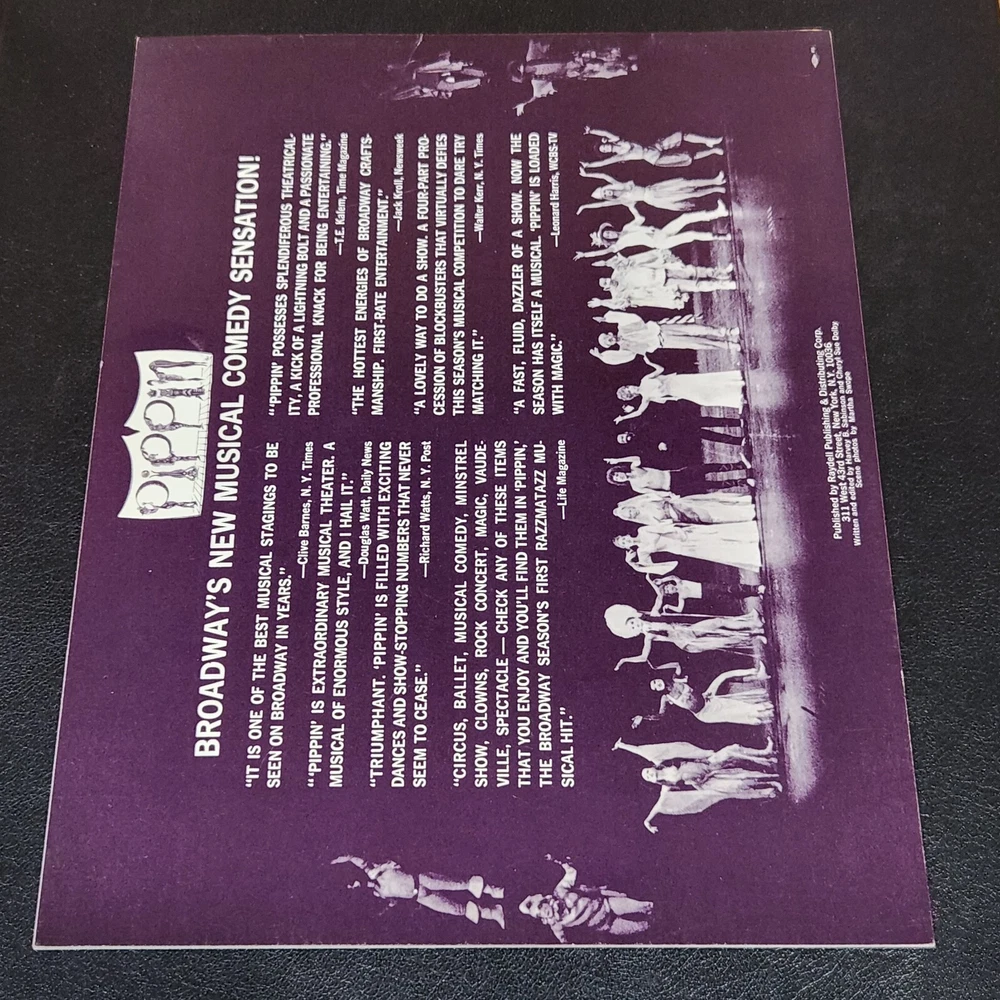 Pippin
BROADWAY'S NEW MUSICAL COMEDY SENSATION!
"IT IS ONE OF THE BEST MUSICAL STAGINGS TO BE
SEEN ON BROADWAY IN YEARS."
—Clive Barnes, N.Y. Times
"'PIPPIN' IS EXTRAORDINARY MUSICAL THEATER. A
MUSICAL OF ENORMOUS STYLE, AND I HAIL IT."
—Douglas Watt, Daily News
"TRIUMPHANT. 'PIPPIN' IS FILLED WITH EXCITING
DANCES AND SHOW-STOPPING NUMBERS THAT NEVER
SEEM TO CEASE."
—Richard Watts, N.Y. Post
"CIRCUS, BALLET, MUSICAL COMEDY, MINSTREL
SHOW, CLOWNS, ROCK CONCERT, MAGIC, VAUDE-
VILLE, SPECTACLE — CHECK ANY OF THESE ITEMS
THAT YOU ENJOY AND YOU'LL FIND THEM IN 'PIPPIN,'
THE BROADWAY SEASON'S FIRST RAZZMATAZZ MU-
SICAL HIT."
—Life Magazine
"'PIPPIN' POSSESSES SPLENDIFEROUS THEATRICAL-
ITY, A KICK OF A LIGHTNING BOLT AND A PASSIONATE
PROFESSIONAL KNACK FOR BEING ENTERTAINING."
—T.E. Kalem, Time Magazine
"THE HOTTEST ENERGIES OF BROADWAY CRAFTS-
MANSHIP. FIRST-RATE ENTERTAINMENT."
—Jack Kroll, Newsweek
"A LOVELY WAY TO DO A SHOW. A FOUR-PART PRO-
CESSION OF BLOCKBUSTERS THAT VIRTUALLY DEFIES
THIS SEASON'S MUSICAL COMPETITION TO DARE TRY
MATCHING IT."
—Walter Kerr, N.Y. Times
"A FAST, FLUID, DAZZLER OF A SHOW. NOW THE
SEASON HAS ITSELF A MUSICAL. 'PIPPIN' IS LOADED
WITH MAGIC."
—Leonard Harris, WCBS-TV
Published by Raydell Publishing & Distributing Corp.
311 West 43rd Street, New York, N.Y. 10036
Written and edited by Harvey B. Sabinson and Cheryl Sue Dolby
Scene photos by Martha Swope